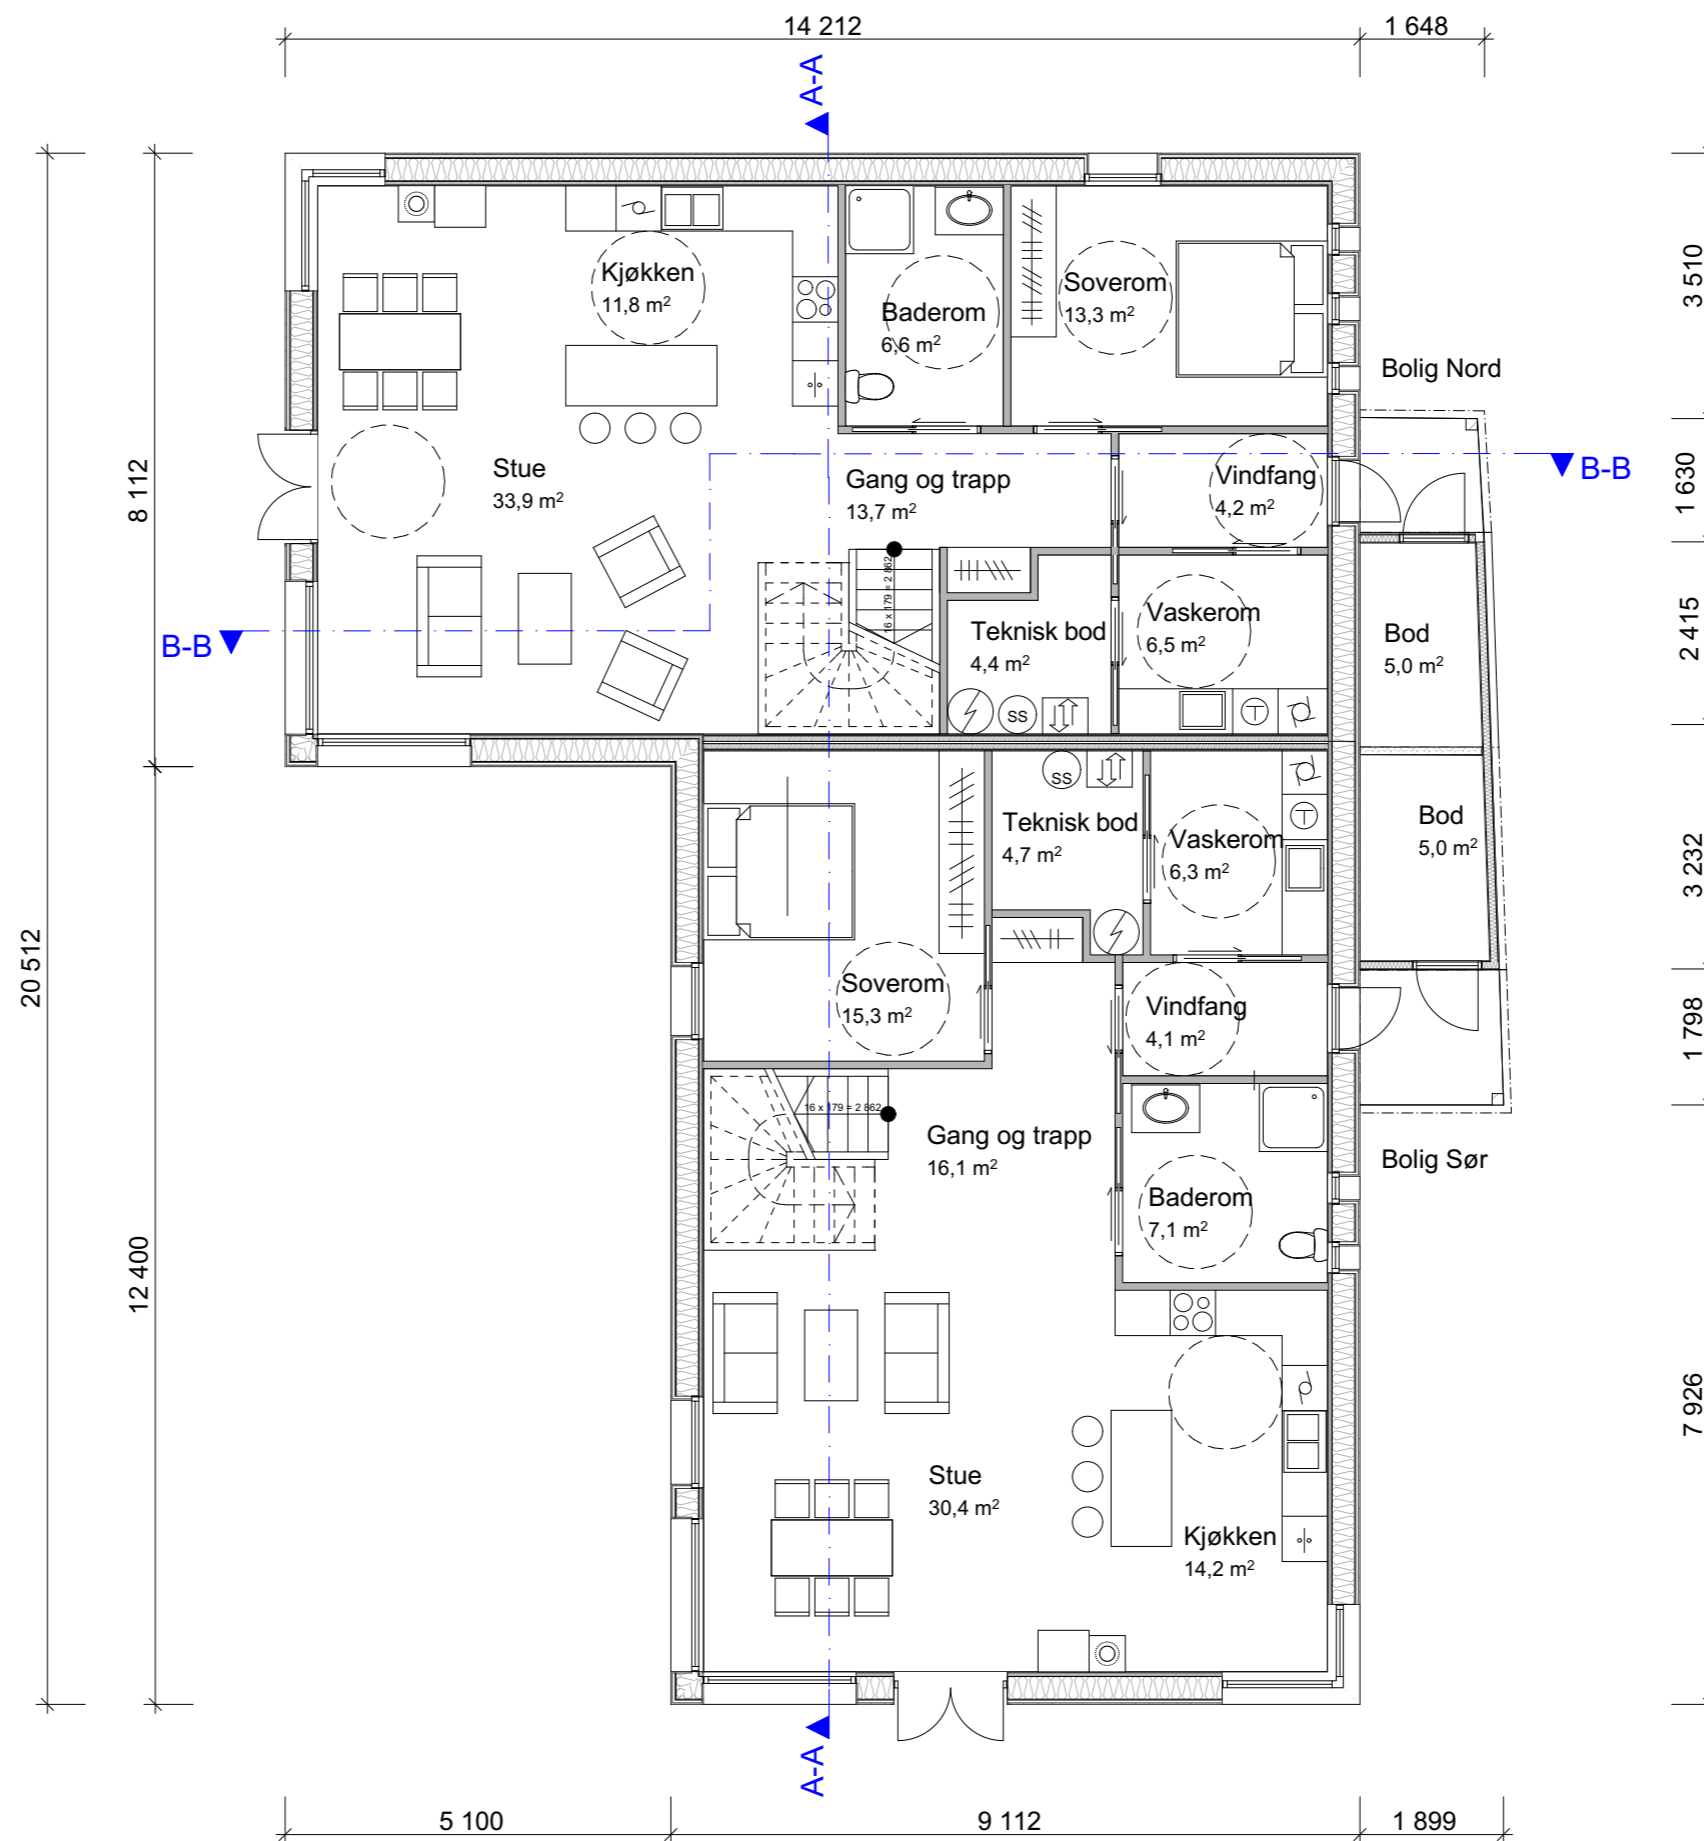 14 212
1 648
A-A
Kjøkken
11,8 m²
Baderom
6,6 m²
Soverom
13,3 m²
3 510
Bolig Nord
8 112
Stue
33,9 m²
Gang og trapp
13,7 m²
Vindfang
4,2 m²
B-B
1 630
16 x 179 = 2 862
B-B
Teknisk bod
4,4 m²
Vaskerom
6,5 m²
Bod
5,0 m²
2 415
SS
T
SS
T
Teknisk bod
4,7 m²
Vaskerom
6,3 m²
Bod
5,0 m²
3 232
20 512
Soverom
15,3 m²
Vindfang
4,1 m²
1 798
16 x 179 = 2 862
Gang og trapp
16,1 m²
Bolig Sør
Baderom
7,1 m²
12 400
7 926
Stue
30,4 m²
Kjøkken
14,2 m²
A-A
5 100
9 112
1 899